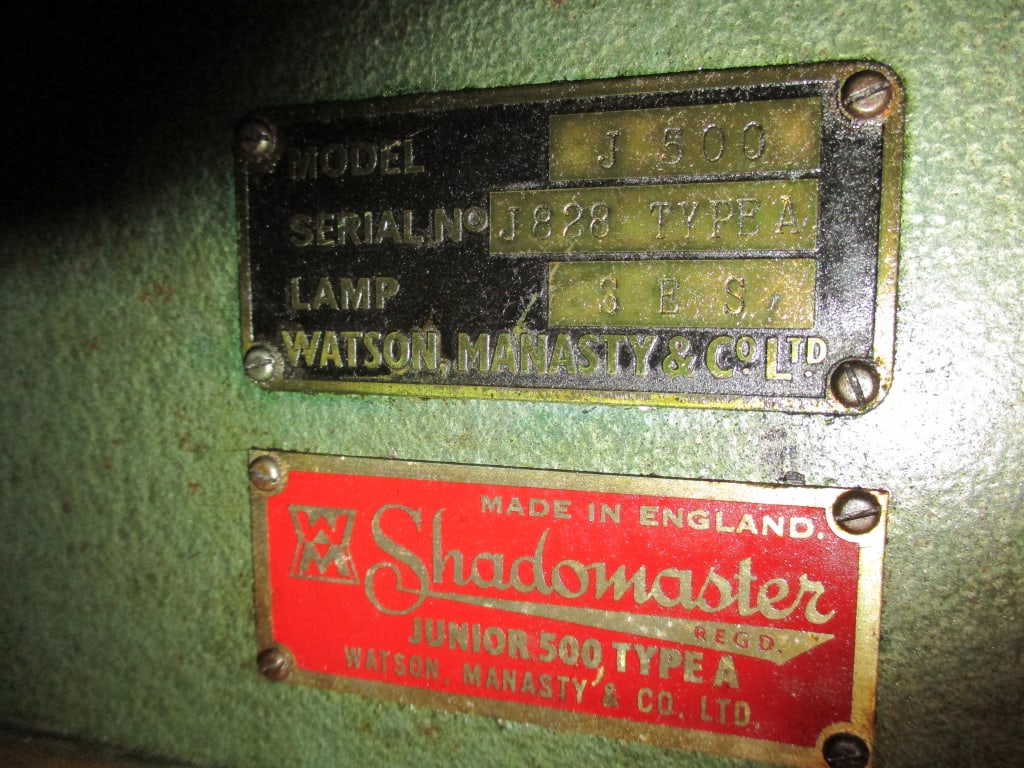 MODEL J 500
SERIAL Nº J828 TYPE A
LAMP S E S
WATSON, MANASTY & Cº LTD
MADE IN ENGLAND.
WM Shadomaster
REGD.
JUNIOR 500 TYPE A
WATSON, MANASTY & CO. LTD.